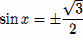 sin x = ± √3/2